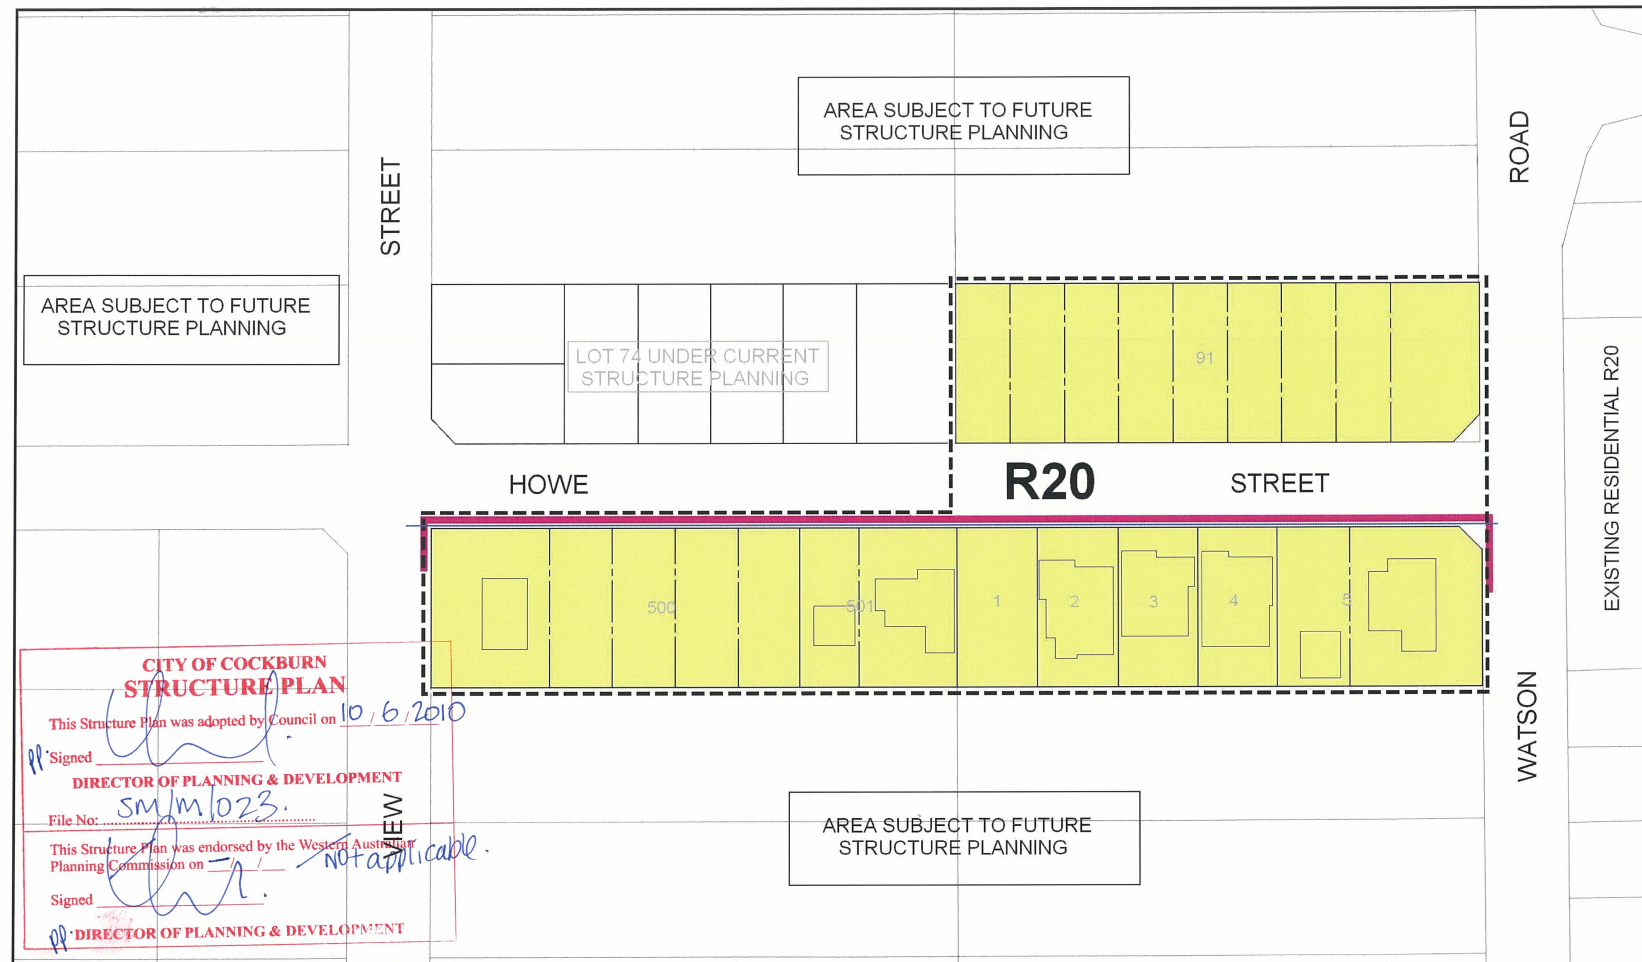 AREA SUBJECT TO FUTURE
STRUCTURE PLANNING
ROAD
STREET
AREA SUBJECT TO FUTURE
STRUCTURE PLANNING
LOT 74 UNDER CURRENT
STRUCTURE PLANNING
91
EXISTING RESIDENTIAL R20
HOWE
R20
STREET
500
501
1
2
3
4
5
CITY OF COCKBURN
STRUCTURE PLAN
This Structure Plan was adopted by Council on 10 / 6 / 2010
pp. Signed
DIRECTOR OF PLANNING & DEVELOPMENT
File No: SM/M/023.
This Structure Plan was endorsed by the Western Australian
Planning Commission on - / / Not applicable.
Signed
pp. DIRECTOR OF PLANNING & DEVELOPMENT
VIEW
WATSON
AREA SUBJECT TO FUTURE
STRUCTURE PLANNING